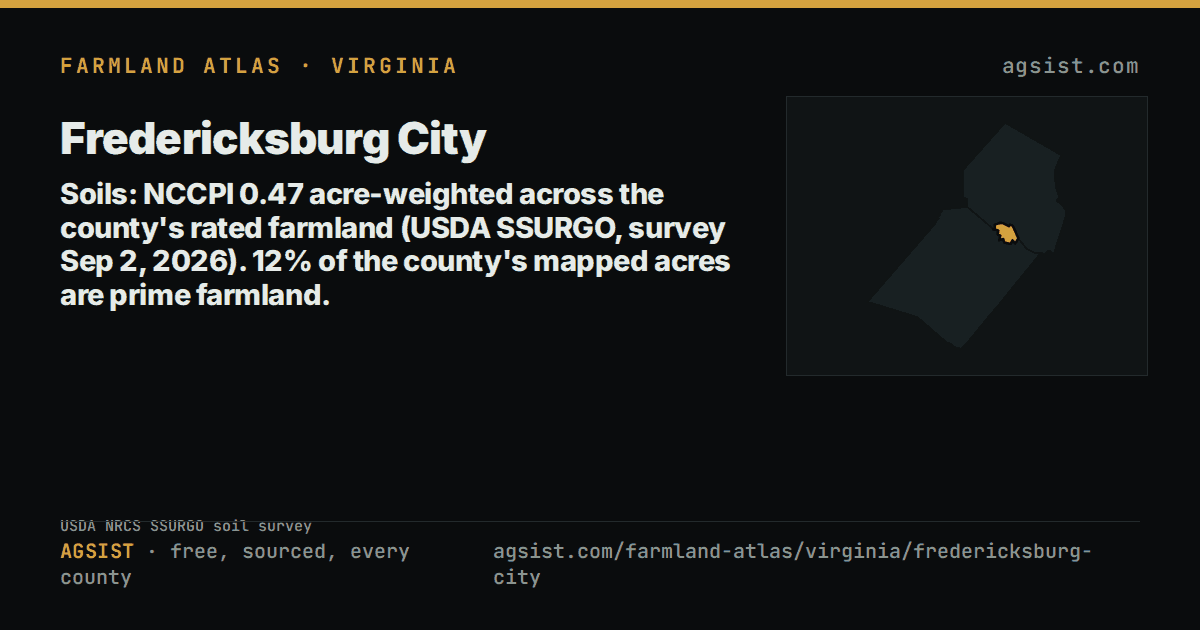 FARMLAND ATLAS · VIRGINIA
agsist.com
Fredericksburg City
Soils: NCCPI 0.47 acre-weighted across the
county's rated farmland (USDA SSURGO, survey
Sep 2, 2026). 12% of the county's mapped acres
are prime farmland.
USDA NRCS SSURGO soil survey
AGSIST · free, sourced, every
county
agsist.com/farmland-atlas/virginia/fredericksburg-
city